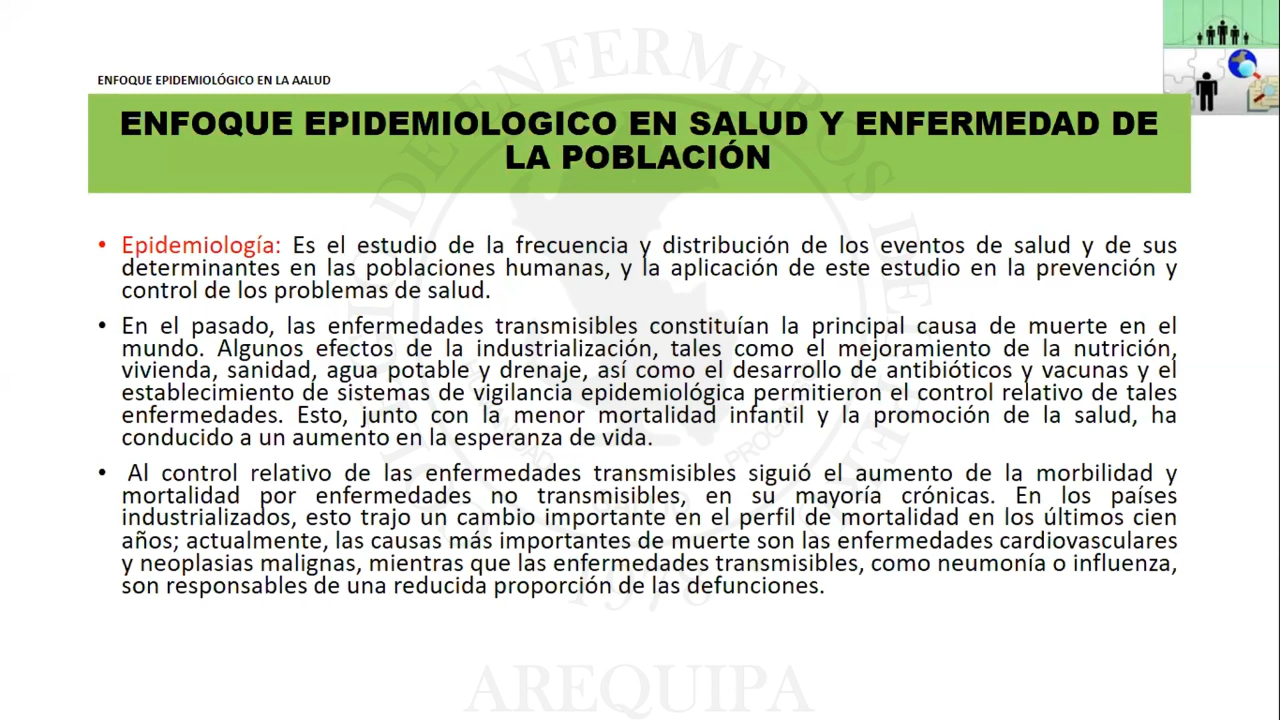 ENFOQUE EPIDEMIOLÓGICO EN LA AALUD
ENFOQUE EPIDEMIOLOGICO EN SALUD Y ENFERMEDAD DE
LA POBLACIÓN
• Epidemiología: Es el estudio de la frecuencia y distribución de los eventos de salud y de sus
determinantes en las poblaciones humanas, y la aplicación de este estudio en la prevención y
control de los problemas de salud.
• En el pasado, las enfermedades transmisibles constituían la principal causa de muerte en el
mundo. Algunos efectos de la industrialización, tales como el mejoramiento de la nutrición,
vivienda, sanidad, agua potable y drenaje, así como el desarrollo de antibióticos y vacunas y el
establecimiento de sistemas de vigilancia epidemiológica permitieron el control relativo de tales
enfermedades. Esto, junto con la menor mortalidad infantil y la promoción de la salud, ha
conducido a un aumento en la esperanza de vida.
• Al control relativo de las enfermedades transmisibles siguió el aumento de la morbilidad y
mortalidad por enfermedades no transmisibles, en su mayoría crónicas. En los países
industrializados, esto trajo un cambio importante en el perfil de mortalidad en los últimos cien
años; actualmente, las causas más importantes de muerte son las enfermedades cardiovasculares
y neoplasias malignas, mientras que las enfermedades transmisibles, como neumonía o influenza,
son responsables de una reducida proporción de las defunciones.
DE ENFERMEROS DEL
AREQUIPA